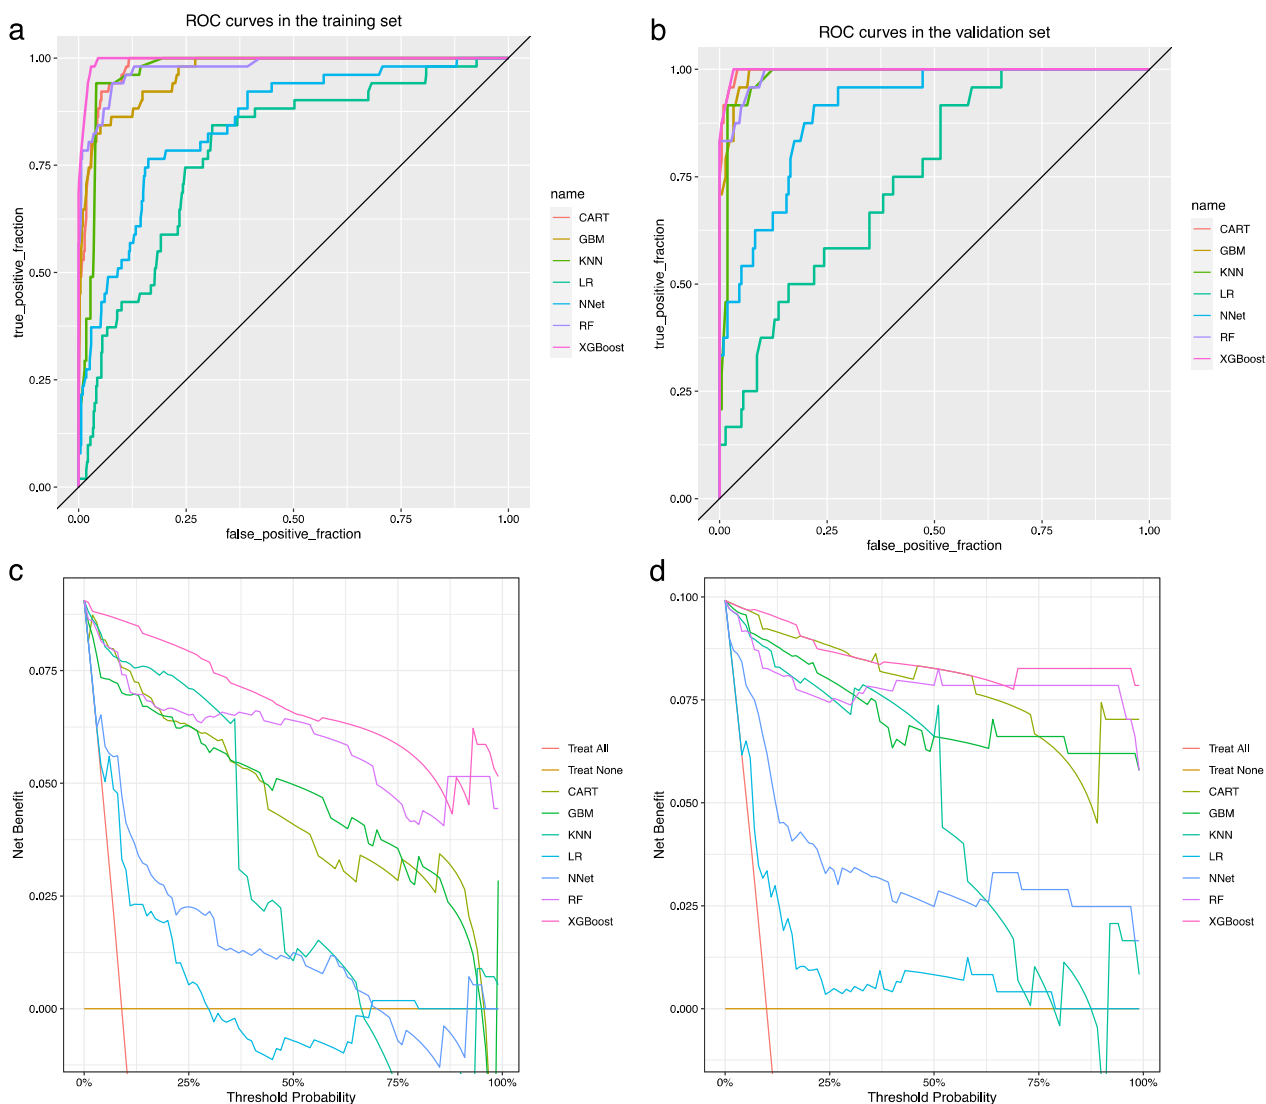 a
ROC curves in the training set
true_positive_fraction
1.00
0.75
0.50
0.25
0.00
0.00
0.25
0.50
0.75
1.00
false_positive_fraction
name
CART
GBM
KNN
LR
NNet
RF
XGBoost
b
ROC curves in the validation set
true_positive_fraction
1.00
0.75
0.50
0.25
0.00
0.00
0.25
0.50
0.75
1.00
false_positive_fraction
name
CART
GBM
KNN
LR
NNet
RF
XGBoost
c
Net Benefit
0.075
0.050
0.025
0.000
0%
25%
50%
75%
100%
Threshold Probability
Treat All
Treat None
CART
GBM
KNN
LR
NNet
RF
XGBoost
d
Net Benefit
0.100
0.075
0.050
0.025
0.000
0%
25%
50%
75%
100%
Threshold Probability
Treat All
Treat None
CART
GBM
KNN
LR
NNet
RF
XGBoost